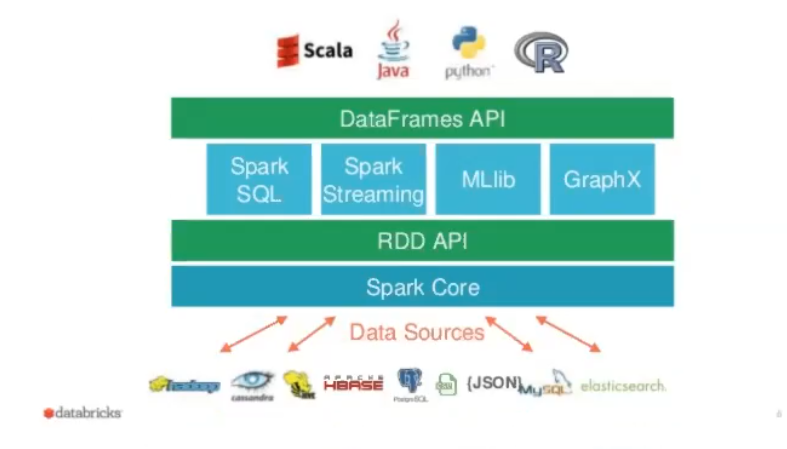 Scala
Java
python
R
DataFrames API
Spark
SQL
Spark
Streaming
MLlib
GraphX
RDD API
Spark Core
Data Sources
hadoop
cassandra
APACHE
HBASE
PostgreSQL
{JSON}
MySQL
elasticsearch.
databricks
6